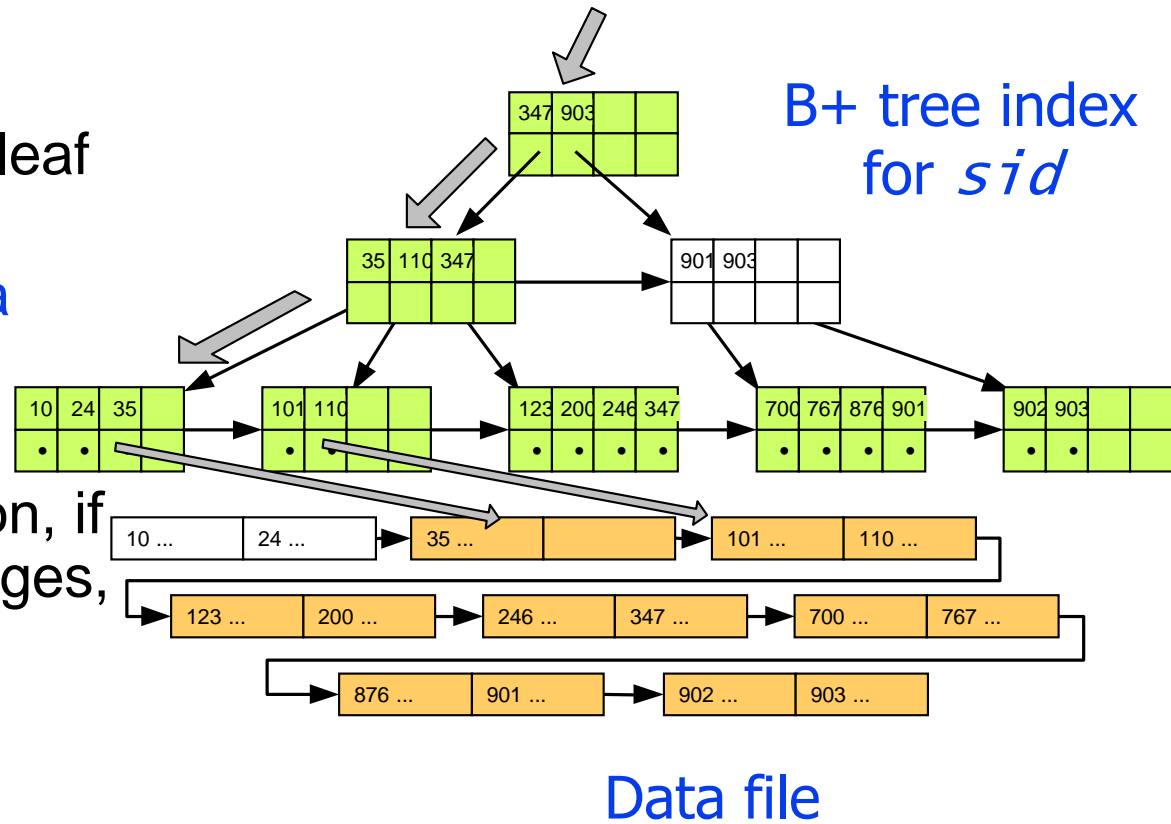 347 903
B+ tree index
for sid
leaf
35 110 347
901 903
a
10 24 35
101 110
123 200 246 347
700 767 876 901
902 903
on, if
ges,
10 ... 24 ...
35 ...
101 ... 110 ...
123 ... 200 ...
246 ... 347 ...
700 ... 767 ...
876 ... 901 ...
902 ... 903 ...
Data file